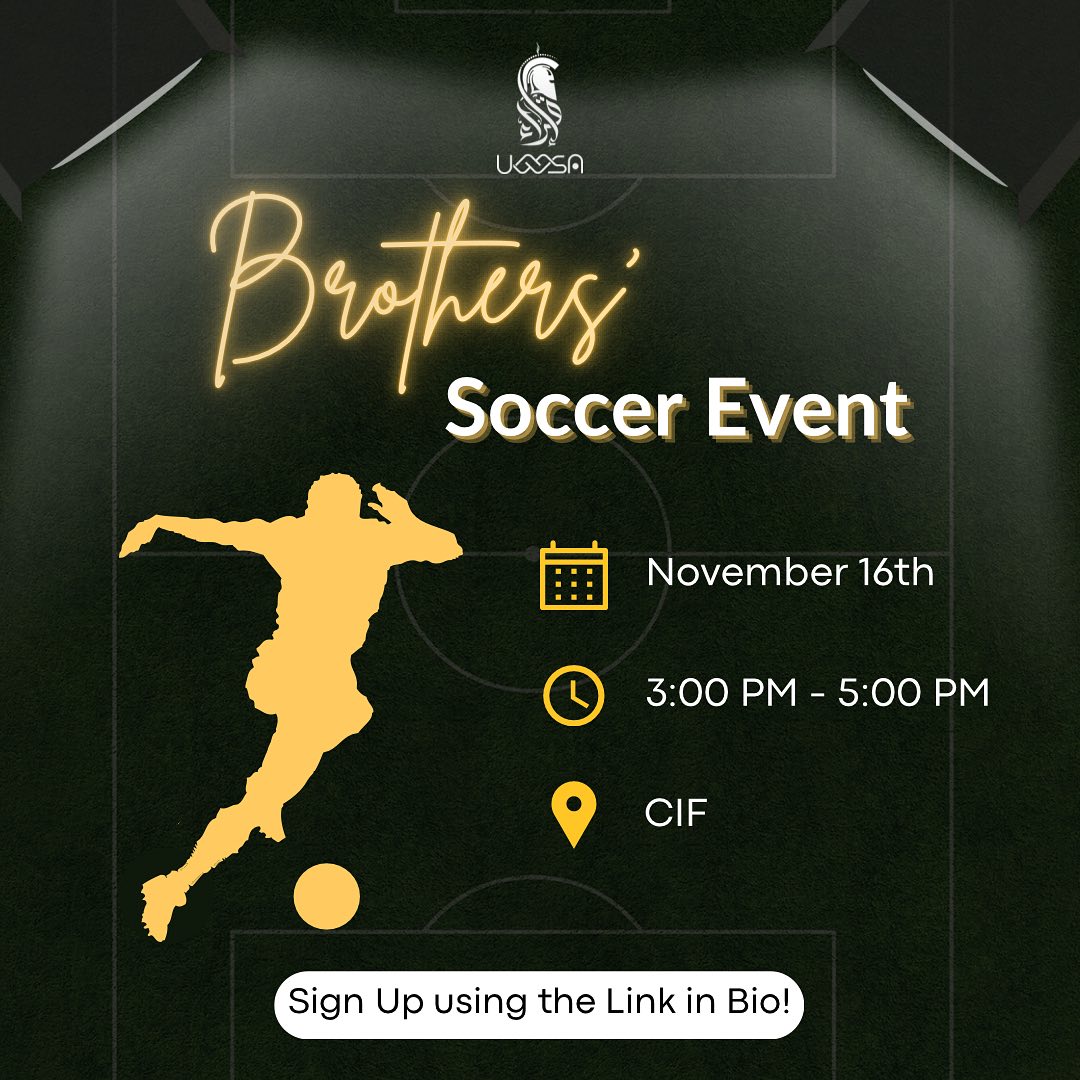 Brothers'
Soccer Event
November 16th
3:00 PM - 5:00 PM
CIF
Sign Up using the Link in Bio!